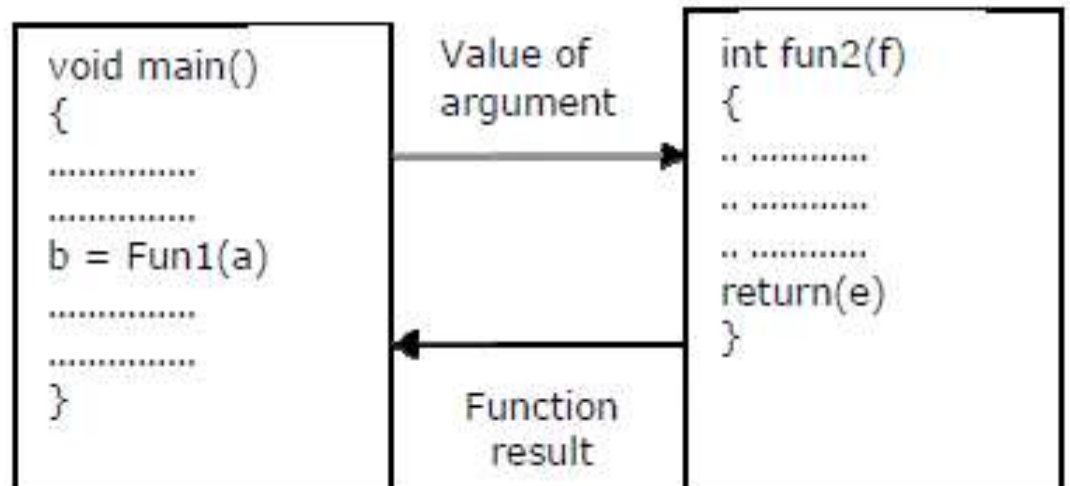 void main()
{
...............
...............
b = Fun1(a)
...............
...............
}
Value of
argument
Function
result
int fun2(f)
{
.. ............
.. ............
.. ............
return(e)
}